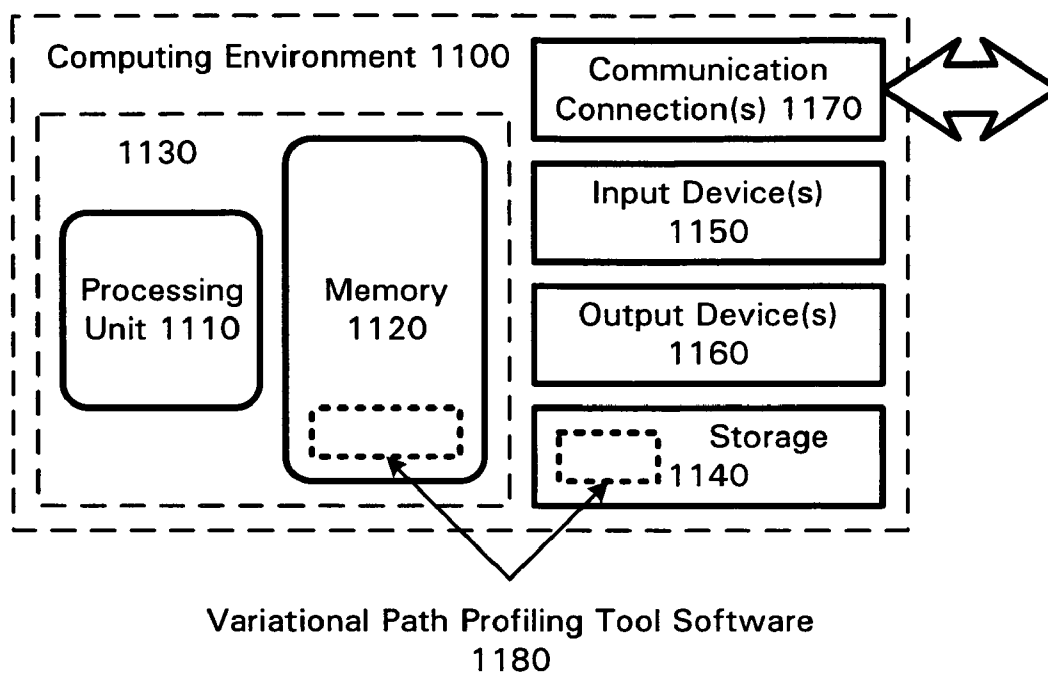 Computing Environment 1100
Communication
Connection(s) 1170
1130
Input Device(s)
1150
Processing
Unit 1110
Memory
1120
Output Device(s)
1160
Storage
1140
Variational Path Profiling Tool Software
1180